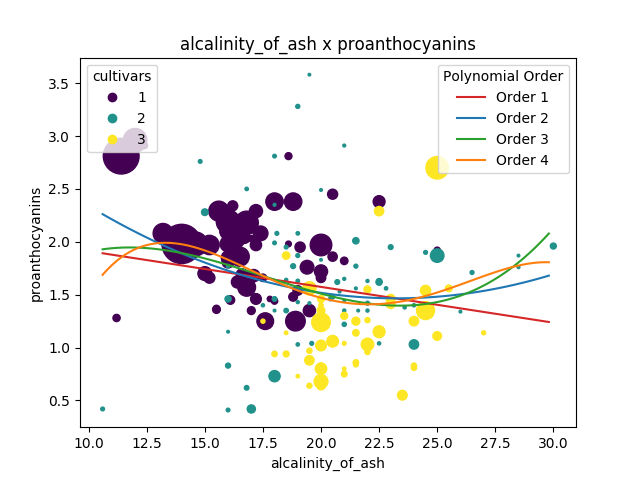 alcalinity_of_ash x proanthocyanins
cultivars
1
2
3
Polynomial Order
Order 1
Order 2
Order 3
Order 4
3.5
3.0
2.5
2.0
1.5
1.0
0.5
proanthocyanins
10.0 12.5 15.0 17.5 20.0 22.5 25.0 27.5 30.0
alcalinity_of_ash